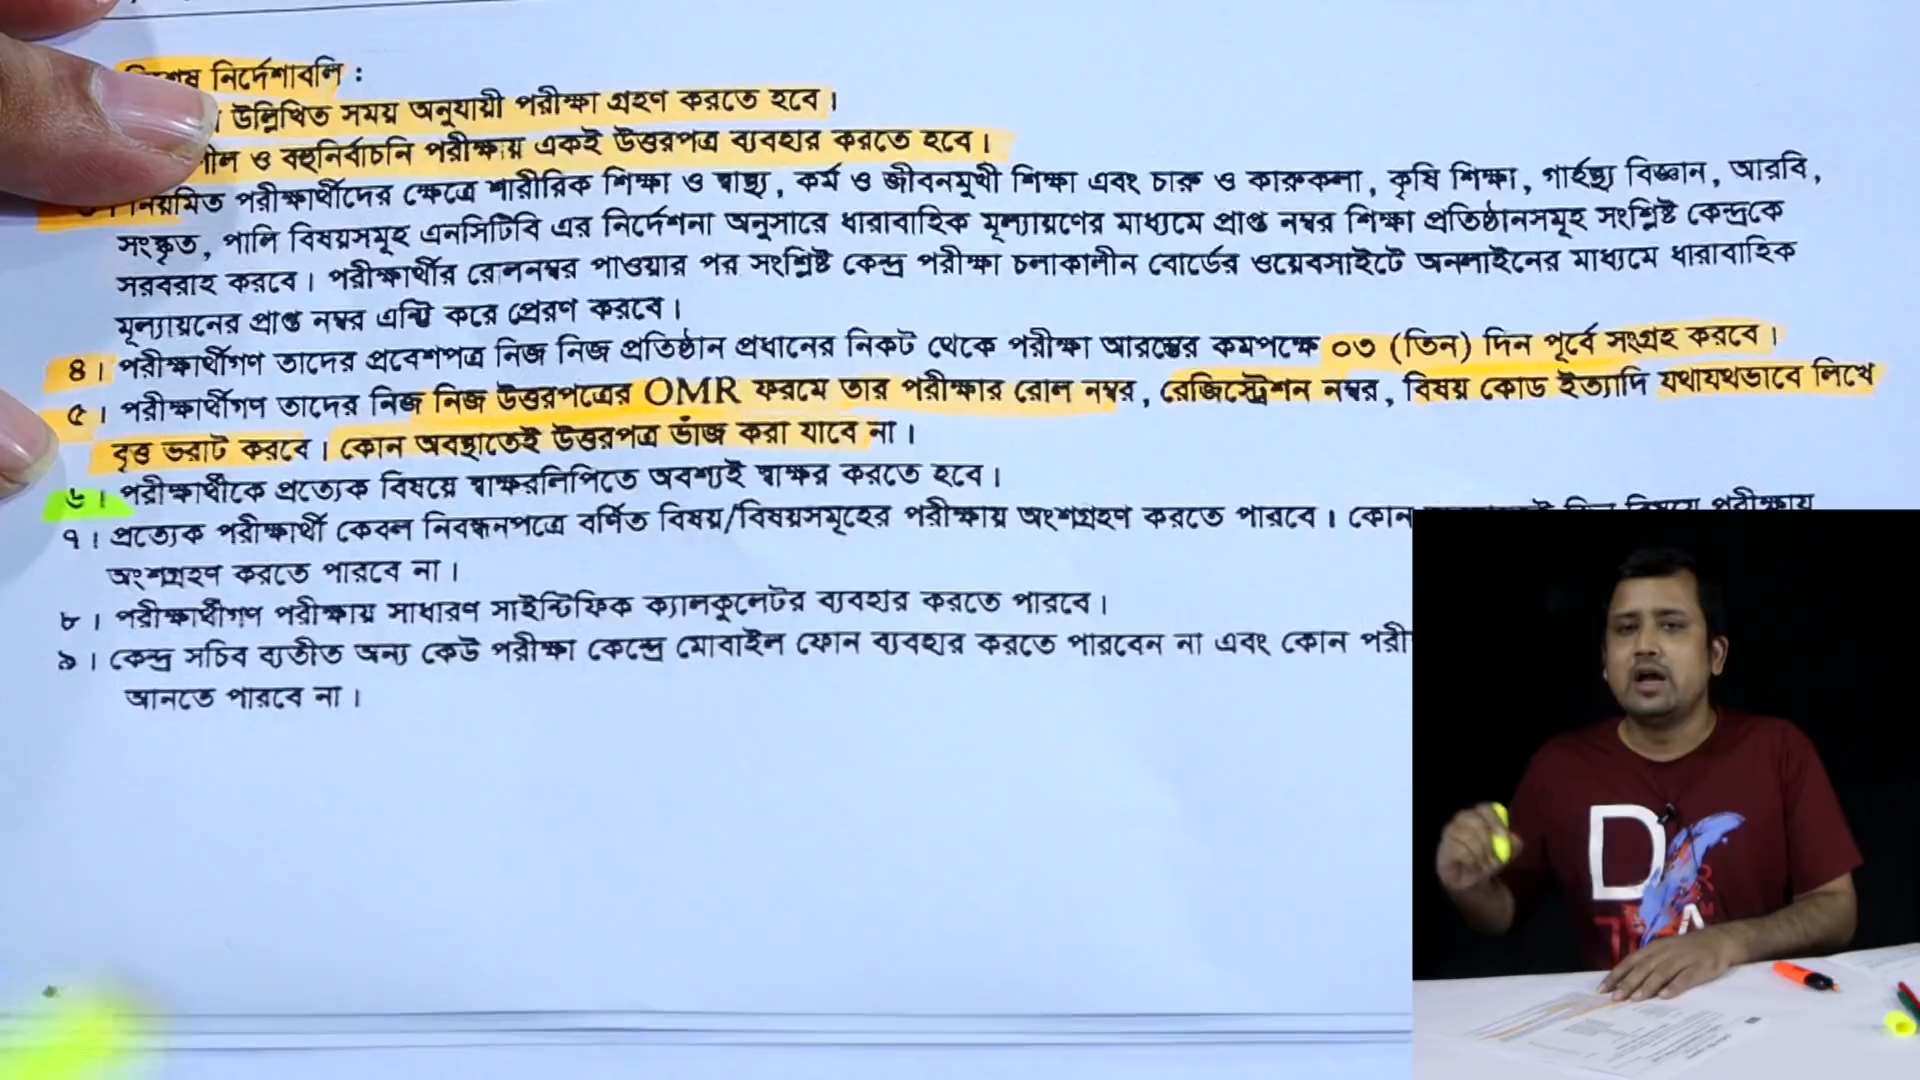 নির্দেশাবলি :
উল্লিখিত সময় অনুযায়ী পরীক্ষা গ্রহণ করতে হবে।
ও বহুনির্বাচনি পরীক্ষায় একই উত্তরপত্র ব্যবহার করতে হবে।
নিয়মিত পরীক্ষার্থীদের ক্ষেত্রে শারীরিক শিক্ষা ও স্বাস্থ্য, কর্ম ও জীবনমুখী শিক্ষা এবং চারু ও কারুকলা, কৃষি শিক্ষা, গার্হস্থ্য বিজ্ঞান, আরবি,
সংস্কৃত, পালি বিষয়সমূহ এনসিটিবি এর নির্দেশনা অনুসারে ধারাবাহিক মূল্যায়ণের মাধ্যমে প্রাপ্ত নম্বর শিক্ষা প্রতিষ্ঠানসমূহ সংশ্লিষ্ট কেন্দ্রকে
সরবরাহ করবে। পরীক্ষার্থীর রোলনম্বর পাওয়ার পর সংশ্লিষ্ট কেন্দ্র পরীক্ষা চলাকালীন বোর্ডের ওয়েবসাইটে অনলাইনের মাধ্যমে ধারাবাহিক
মূল্যায়নের প্রাপ্ত নম্বর এন্ট্রি করে প্রেরণ করবে।
৪। পরীক্ষার্থীগণ তাদের প্রবেশপত্র নিজ নিজ প্রতিষ্ঠান প্রধানের নিকট থেকে পরীক্ষা আরম্ভের কমপক্ষে ০৩ (তিন) দিন পূর্বে সংগ্রহ করবে।
৫। পরীক্ষার্থীগণ তাদের নিজ নিজ উত্তরপত্রের OMR ফরমে তার পরীক্ষার রোল নম্বর, রেজিস্ট্রেশন নম্বর, বিষয় কোড ইত্যাদি যথাযথভাবে লিখে
বৃত্ত ভরাট করবে। কোন অবস্থাতেই উত্তরপত্র ভাঁজ করা যাবে না।
৬। পরীক্ষার্থীকে প্রত্যেক বিষয়ে স্বাক্ষরলিপিতে অবশ্যই স্বাক্ষর করতে হবে।
৭। প্রত্যেক পরীক্ষার্থী কেবল নিবন্ধনপত্রে বর্ণিত বিষয়/বিষয়সমূহের পরীক্ষায় অংশগ্রহণ করতে পারবে। কোন পরীক্ষায়
অংশগ্রহণ করতে পারবে না।
৮। পরীক্ষার্থীগণ পরীক্ষায় সাধারণ সাইন্টিফিক ক্যালকুলেটর ব্যবহার করতে পারবে।
৯। কেন্দ্র সচিব ব্যতীত অন্য কেউ পরীক্ষা কেন্দ্রে মোবাইল ফোন ব্যবহার করতে পারবেন না এবং কোন
আনতে পারবে না।
D